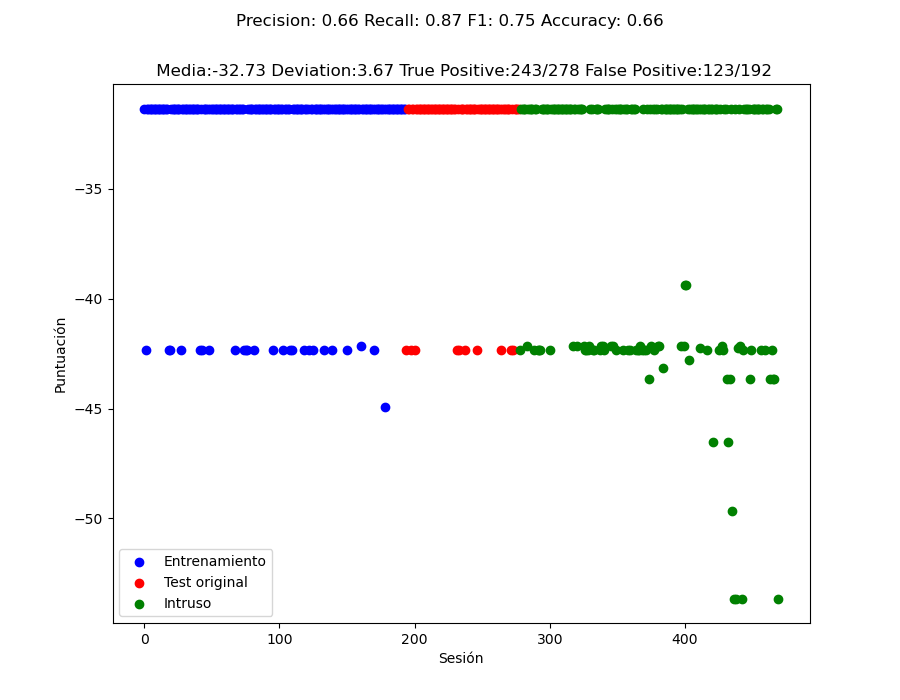 Precision: 0.66 Recall: 0.87 F1: 0.75 Accuracy: 0.66
Media:-32.73 Deviation:3.67 True Positive:243/278 False Positive:123/192
−35
−40
−45
−50
Puntuación
Entrenamiento
Test original
Intruso
0 100 200 300 400
Sesión